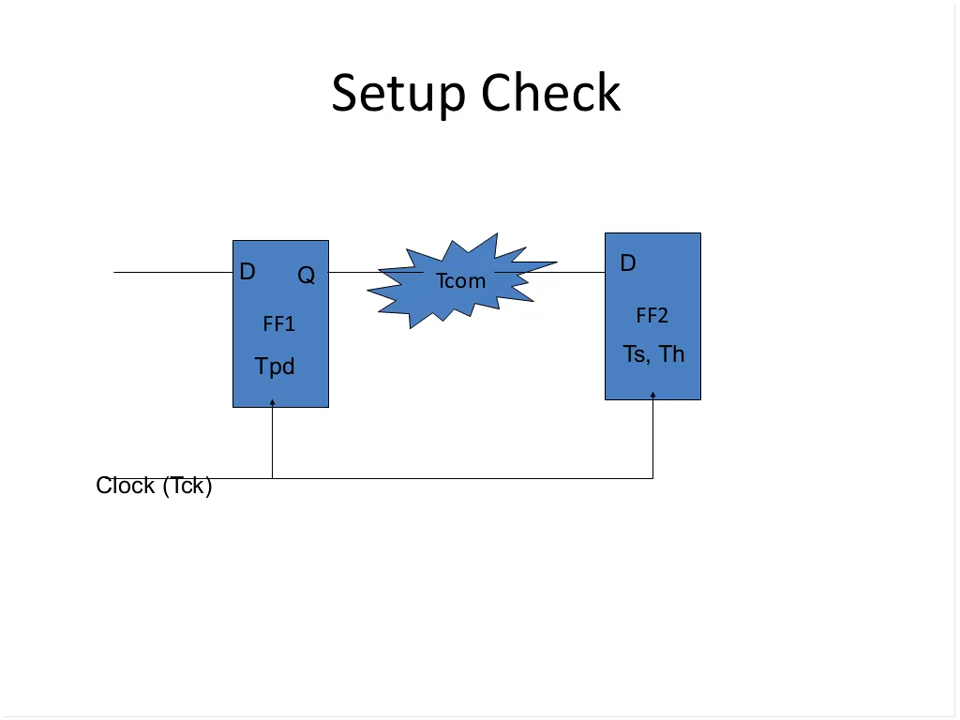 Setup Check
D
Q
FF1
Tpd
Tcom
D
FF2
Ts, Th
Clock (Tck)